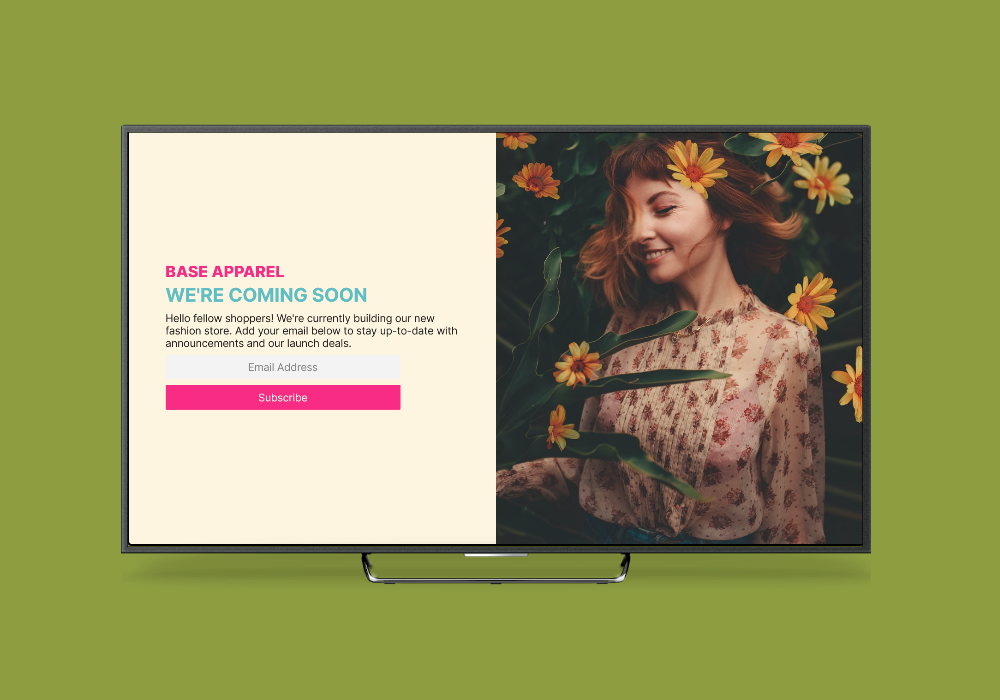 BASE APPAREL
WE'RE COMING SOON
Hello fellow shoppers! We're currently building our new
fashion store. Add your email below to stay up-to-date with
announcements and our launch deals.
Email Address
Subscribe